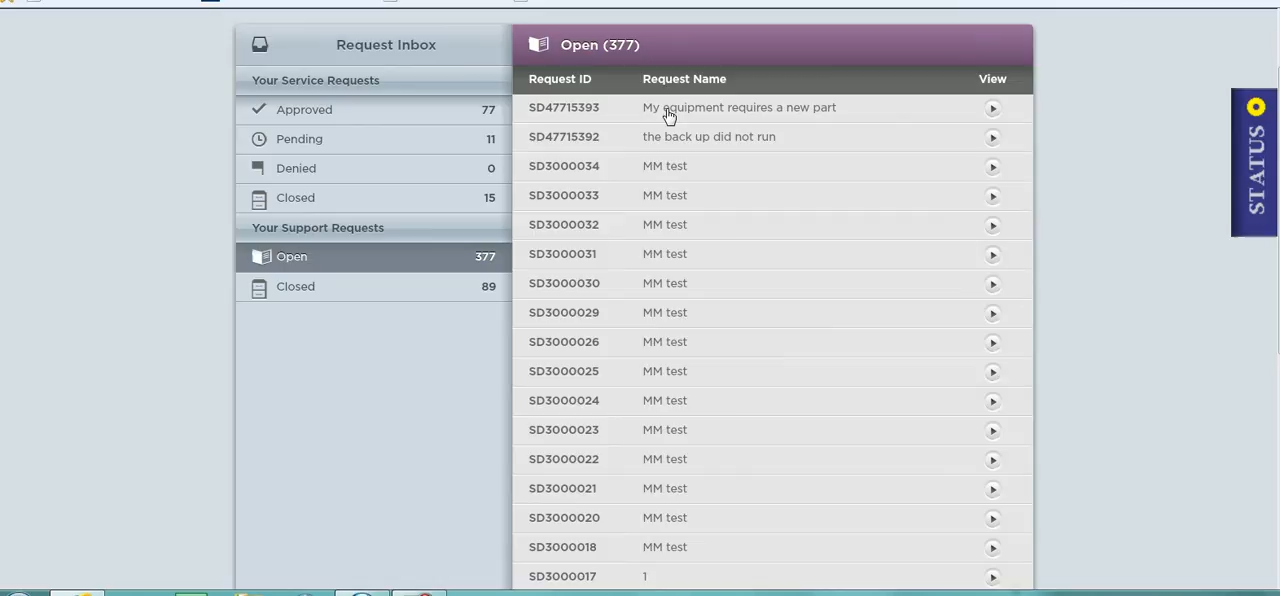 Request Inbox
Your Service Requests
Approved 77
Pending 11
Denied 0
Closed 15
Your Support Requests
Open 377
Closed 89
Open (377)
Request ID Request Name View
SD47715393 My equipment requires a new part
SD47715392 the back up did not run
SD3000034 MM test
SD3000033 MM test
SD3000032 MM test
SD3000031 MM test
SD3000030 MM test
SD3000029 MM test
SD3000026 MM test
SD3000025 MM test
SD3000024 MM test
SD3000023 MM test
SD3000022 MM test
SD3000021 MM test
SD3000020 MM test
SD3000018 MM test
SD3000017 1
STATUS